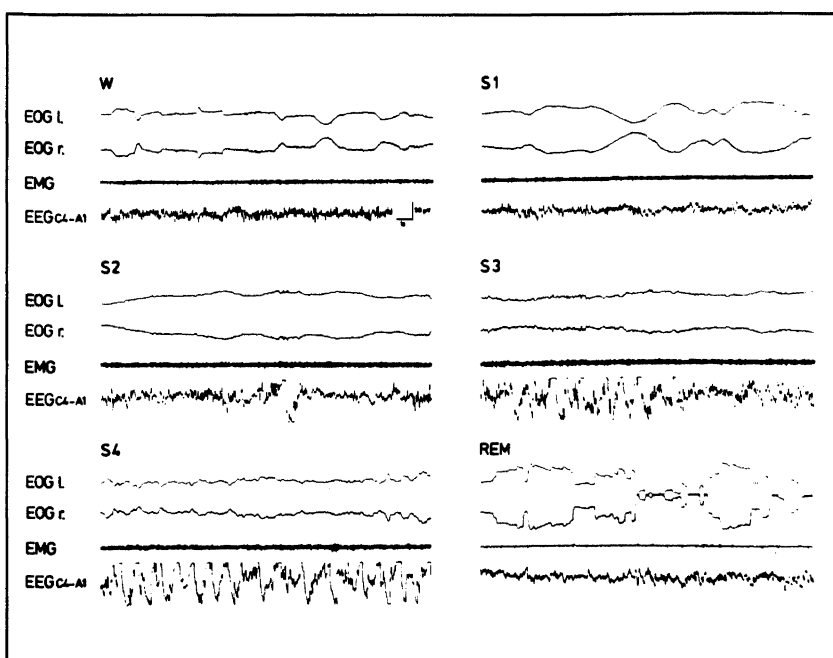 W
EOG l.
EOG r.
EMG
EEG C4-A1
S1
S2
EOG l.
EOG r.
EMG
EEG C4-A1
S3
S4
EOG l.
EOG r.
EMG
EEG C4-A1
REM